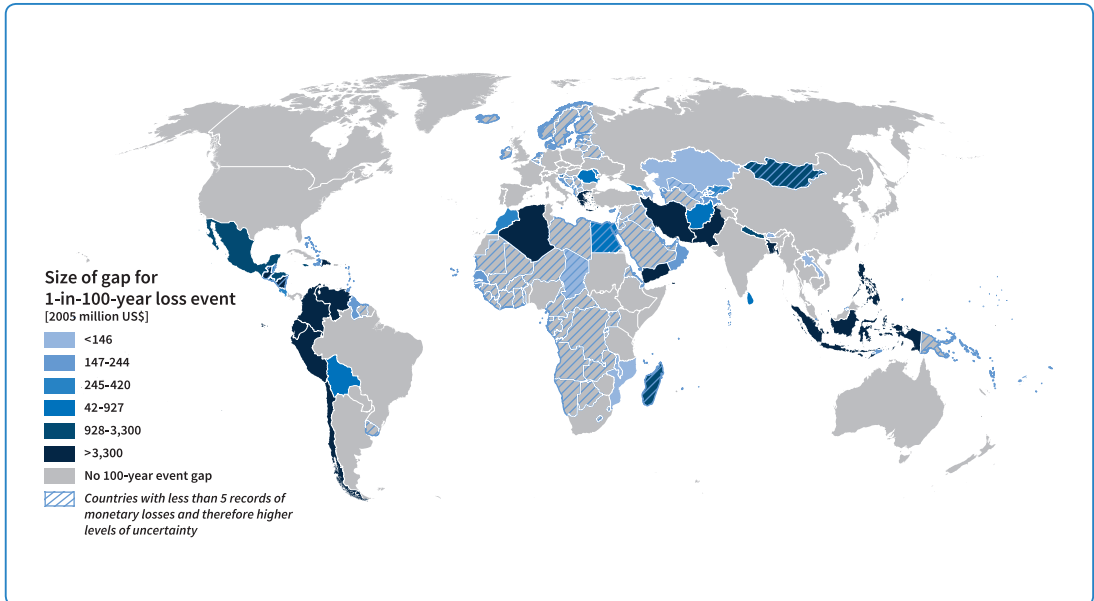 Size of gap for
1-in-100-year loss event
[2005 million US$]
<146
147-244
245-420
42-927
928-3,300
>3,300
No 100-year event gap
Countries with less than 5 records of
monetary losses and therefore higher
levels of uncertainty